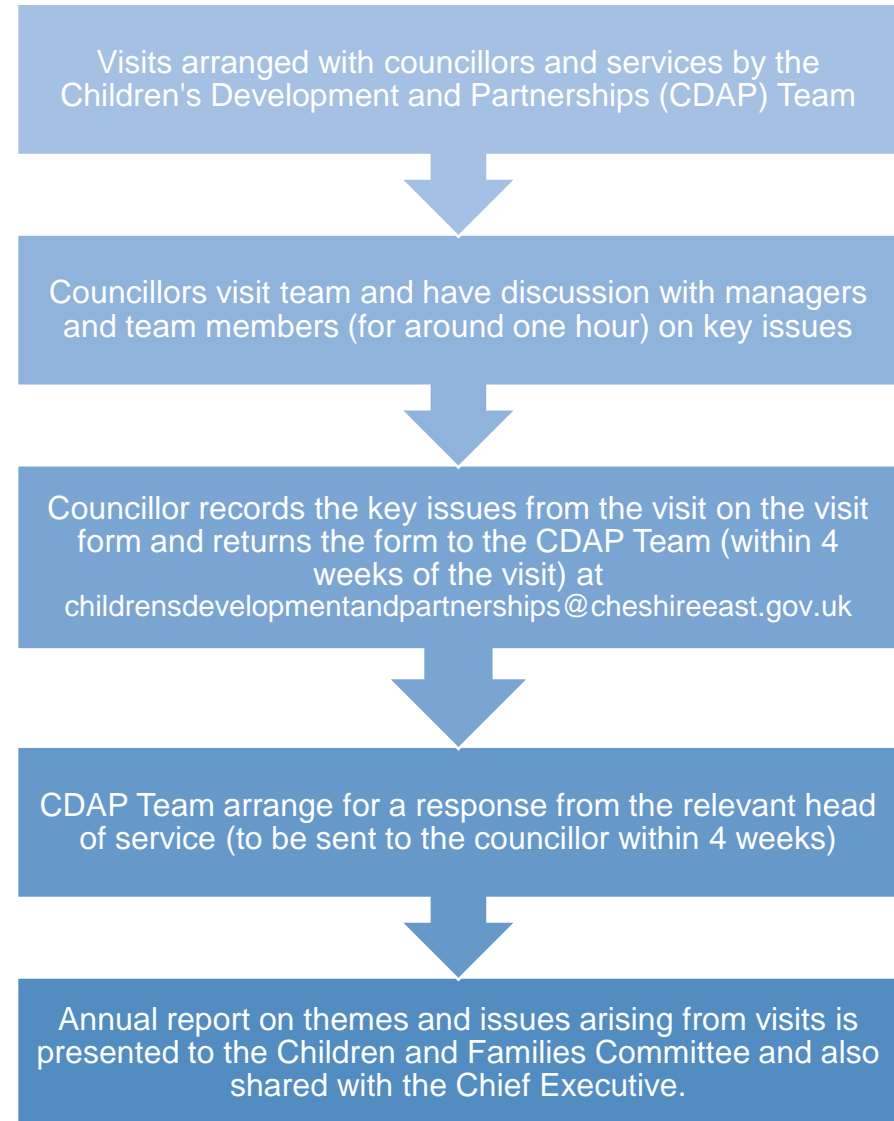 Visits arranged with councillors and services by the
Children's Development and Partnerships (CDAP) Team
Councillors visit team and have discussion with managers
and team members (for around one hour) on key issues
Councillor records the key issues from the visit on the visit
form and returns the form to the CDAP Team (within 4
weeks of the visit) at
childrensdevelopmentandpartnerships@cheshireeast.gov.uk
CDAP Team arrange for a response from the relevant head
of service (to be sent to the councillor within 4 weeks)
Annual report on themes and issues arising from visits is
presented to the Children and Families Committee and also
shared with the Chief Executive.